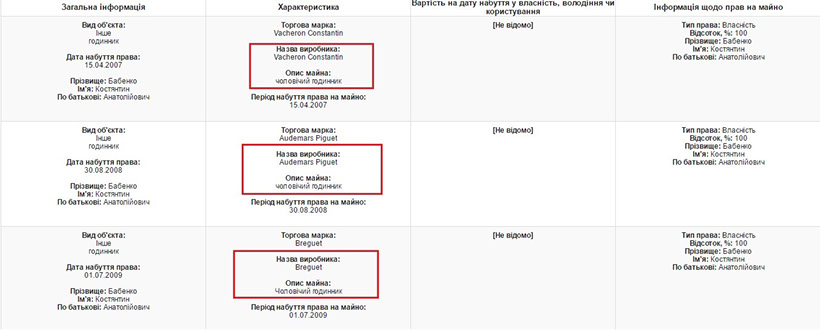 Загальна інформація
Характеристика
Вартість на дату набуття у власність, володіння чи
користування
Інформація щодо прав на майно
Вид об'єкта:
Інше
годинник
Дата набуття права:
15.04.2007
Прізвище: Бабенко
Ім'я: Костянтин
По батькові: Анатолійович
Торгова марка:
Vacheron Constantin
Назва виробника:
Vacheron Constantin
Опис майна:
чоловічий годинник
Період набуття права на майно:
15.04.2007
[Не відомо]
Тип права: Власність
Відсоток, %: 100
Прізвище: Бабенко
Ім'я: Костянтин
По батькові: Анатолійович
Вид об'єкта:
Інше
годинник
Дата набуття права:
30.08.2008
Прізвище: Бабенко
Ім'я: Костянтин
По батькові: Анатолійович
Торгова марка:
Audemars Piguet
Назва виробника:
Audemars Piguet
Опис майна:
чоловічий годинник
Період набуття права на майно:
30.08.2008
[Не відомо]
Тип права: Власність
Відсоток, %: 100
Прізвище: Бабенко
Ім'я: Костянтин
По батькові: Анатолійович
Вид об'єкта:
Інше
годинник
Дата набуття права:
01.07.2009
Прізвище: Бабенко
Ім'я: Костянтин
По батькові: Анатолійович
Торгова марка:
Breguet
Назва виробника:
Breguet
Опис майна:
Чоловічий годинник
Період набуття права на майно:
01.07.2009
[Не відомо]
Тип права: Власність
Відсоток, %: 100
Прізвище: Бабенко
Ім'я: Костянтин
По батькові: Анатолійович